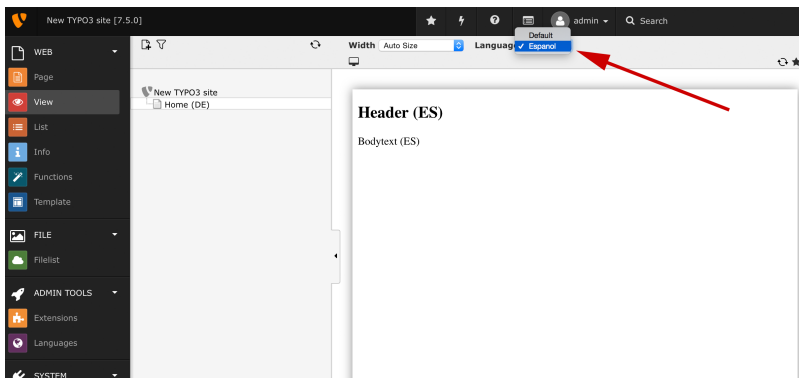 New TYPO3 site [7.5.0]
admin
Search
WEB
Page
View
List
Info
Functions
Template
FILE
Filelist
ADMIN TOOLS
Extensions
Languages
SYSTEM
New TYPO3 site
Home (DE)
Width Auto Size Languag
Default
✓ Espanol
Header (ES)
Bodytext (ES)